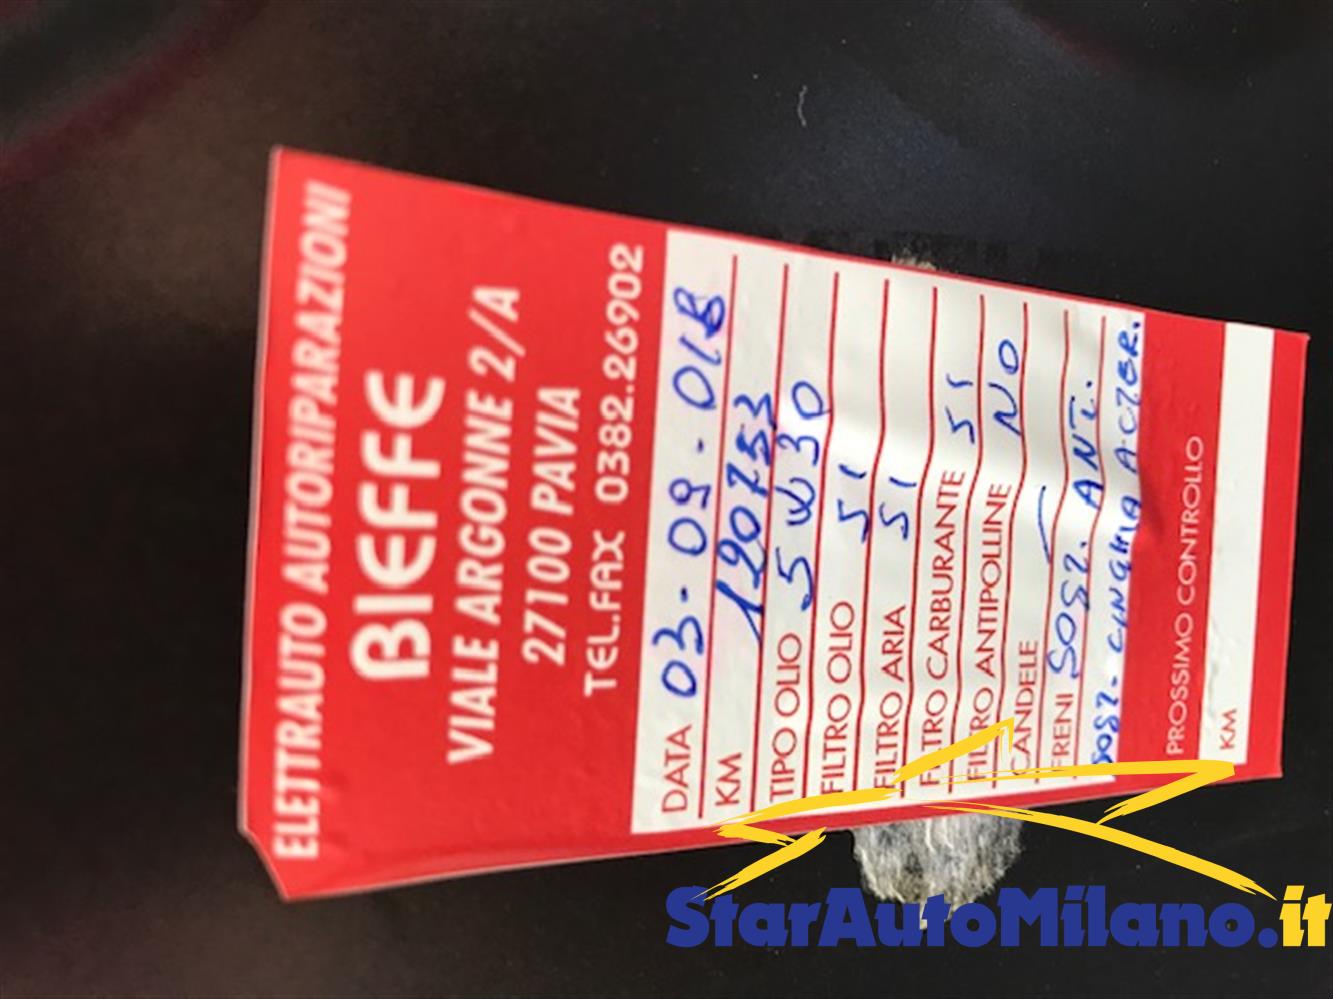 ELETTRAUTO AUTORIPARAZIONI
BIEFFE
VIALE ARGONNE 2/A
27100 PAVIA
TEL.FAX 0382.26902
DATA 03-09-018
KM 120753
TIPO OLIO 5W30
FILTRO OLIO SI
FILTRO ARIA SI
FILTRO CARBURANTE SI
FILTRO ANTIPOLLINE NO
CANDELE
FRENI SOST. ANT.
SOST. CINGHIA
PROSSIMO CONTROLLO
KM
StarAutoMilano.it